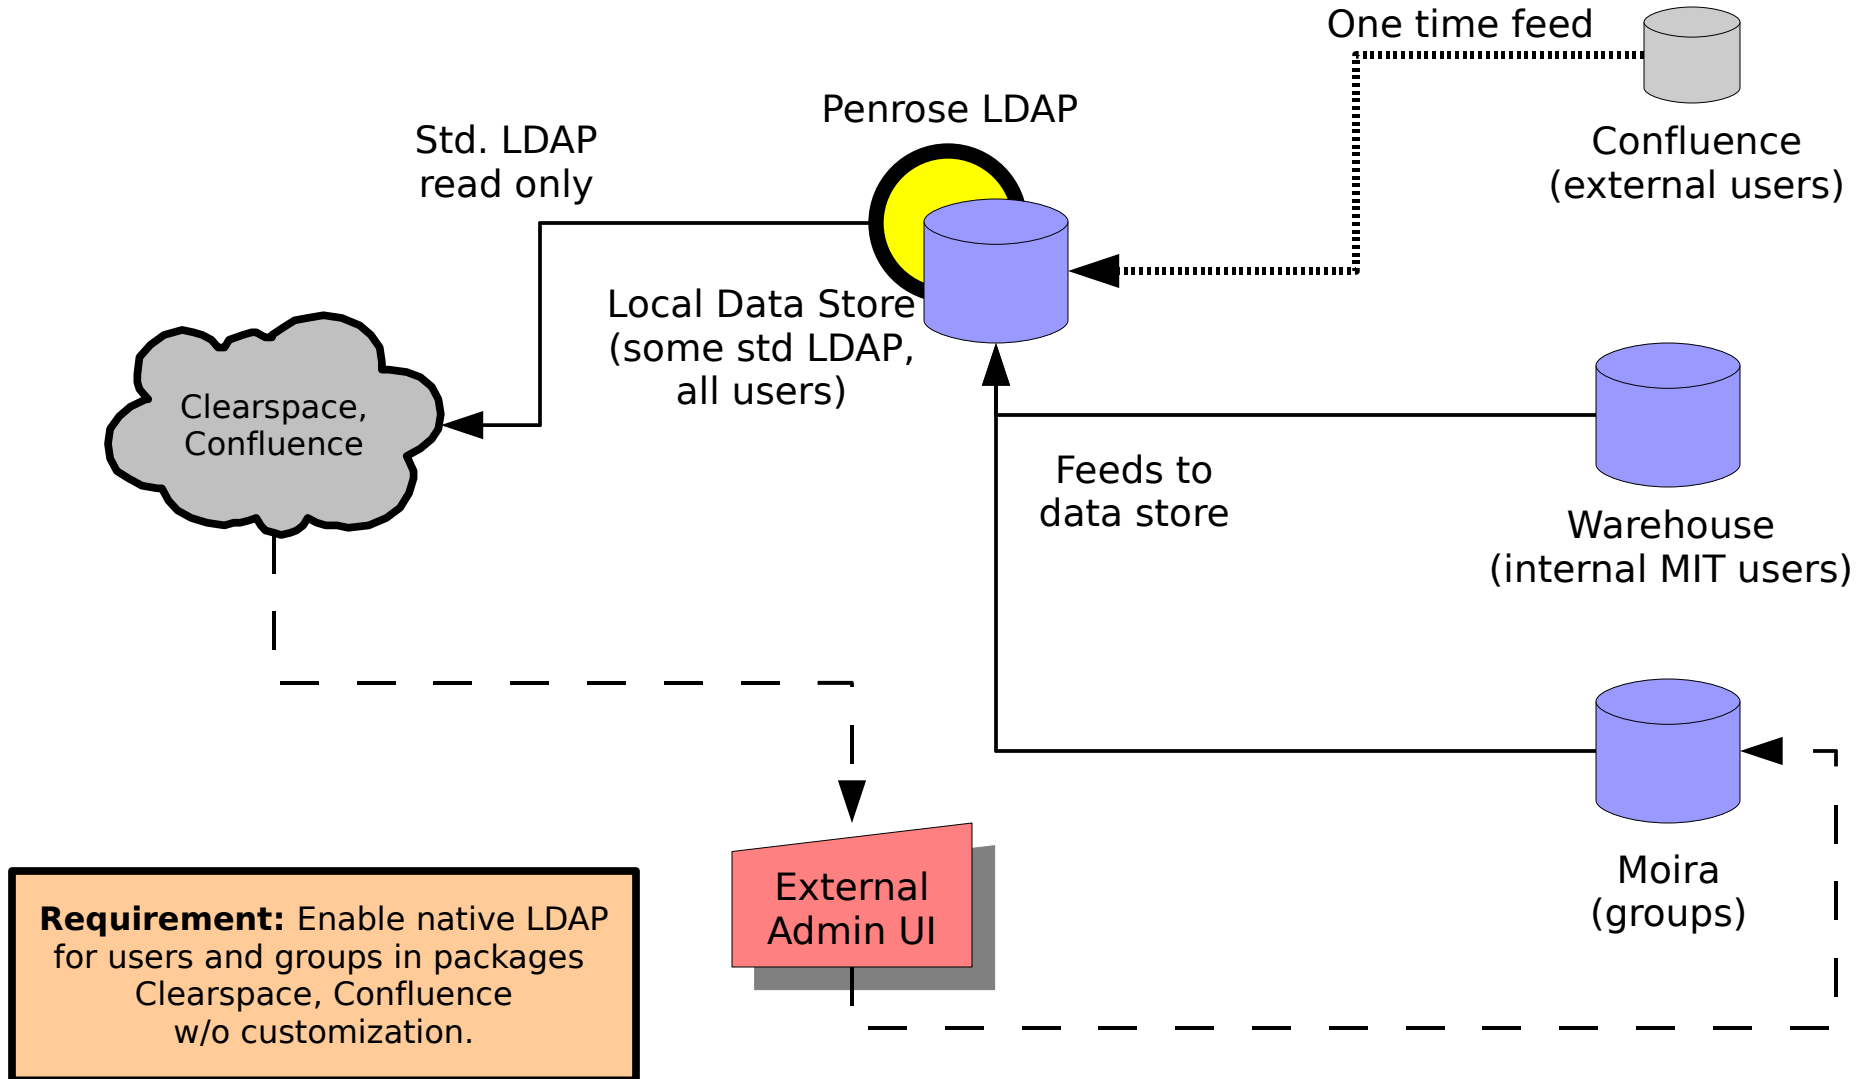 One time feed
Penrose LDAP
Std. LDAP
read only
Confluence
(external users)
Local Data Store
(some std LDAP,
all users)
Clearspace,
Confluence
Feeds to
data store
Warehouse
(internal MIT users)
External
Admin UI
Moira
(groups)
Requirement: Enable native LDAP
for users and groups in packages
Clearspace, Confluence
w/o customization.